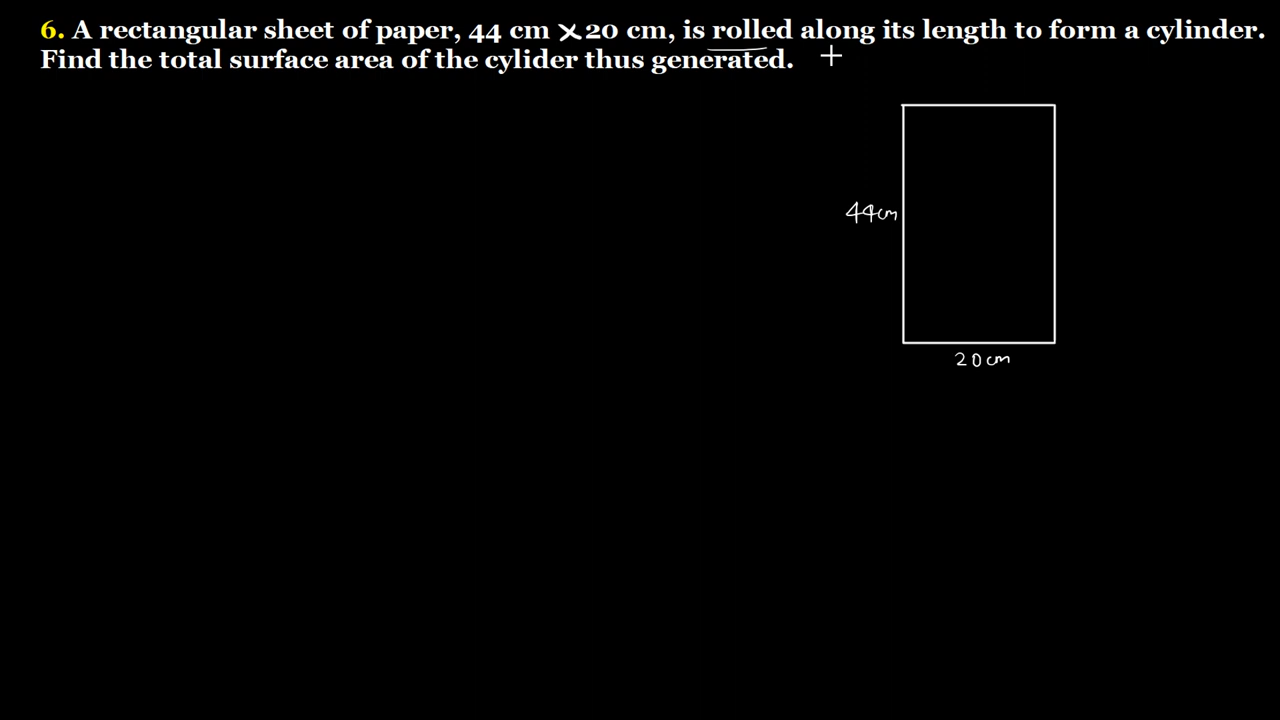 6. A rectangular sheet of paper, 44 cm ×20 cm, is rolled along its length to form a cylinder.
Find the total surface area of the cylider thus generated.
44cm
20cm